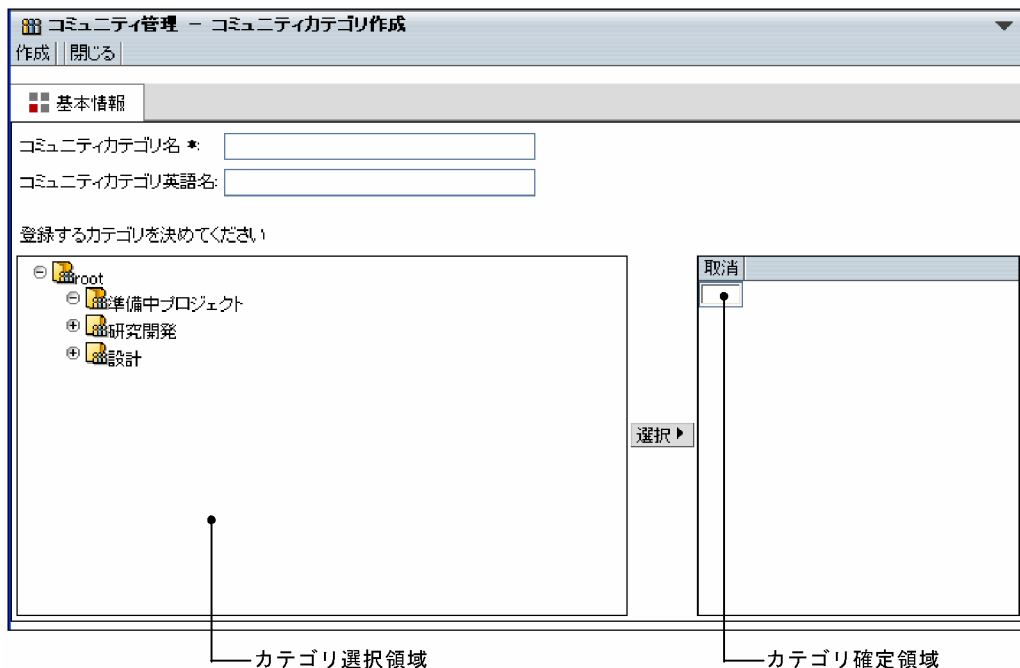 コミュニティ管理 － コミュニティカテゴリ作成
作成 閉じる
基本情報
コミュニティカテゴリ名 *:
コミュニティカテゴリ英語名:
登録するカテゴリを決めてください
root
準備中プロジェクト
研究開発
設計
選択
取消
カテゴリ選択領域
カテゴリ確定領域